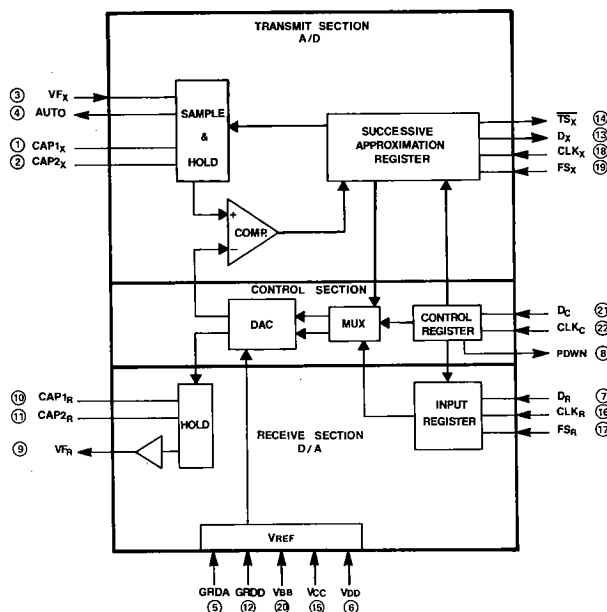 TRANSMIT SECTION
A/D
③ VFX
④ AUTO
① CAP1X
② CAP2X
SAMPLE
&
HOLD
SUCCESSIVE
APPROXIMATION
REGISTER
TSX ⑭
DX ⑬
CLKX ⑱
FSX ⑲
+
COMP.
−
CONTROL SECTION
DAC
MUX
CONTROL
REGISTER
DC ㉑
CLKC ㉒
PDWN ⑧
⑩ CAP1R
⑪ CAP2R
⑨ VFR
HOLD
RECEIVE SECTION
D/A
INPUT
REGISTER
DR ⑦
CLKR ⑯
FSR ⑰
VREF
GRDA GRDD VBB VCC VDD
⑤ ⑫ ⑳ ⑮ ⑥